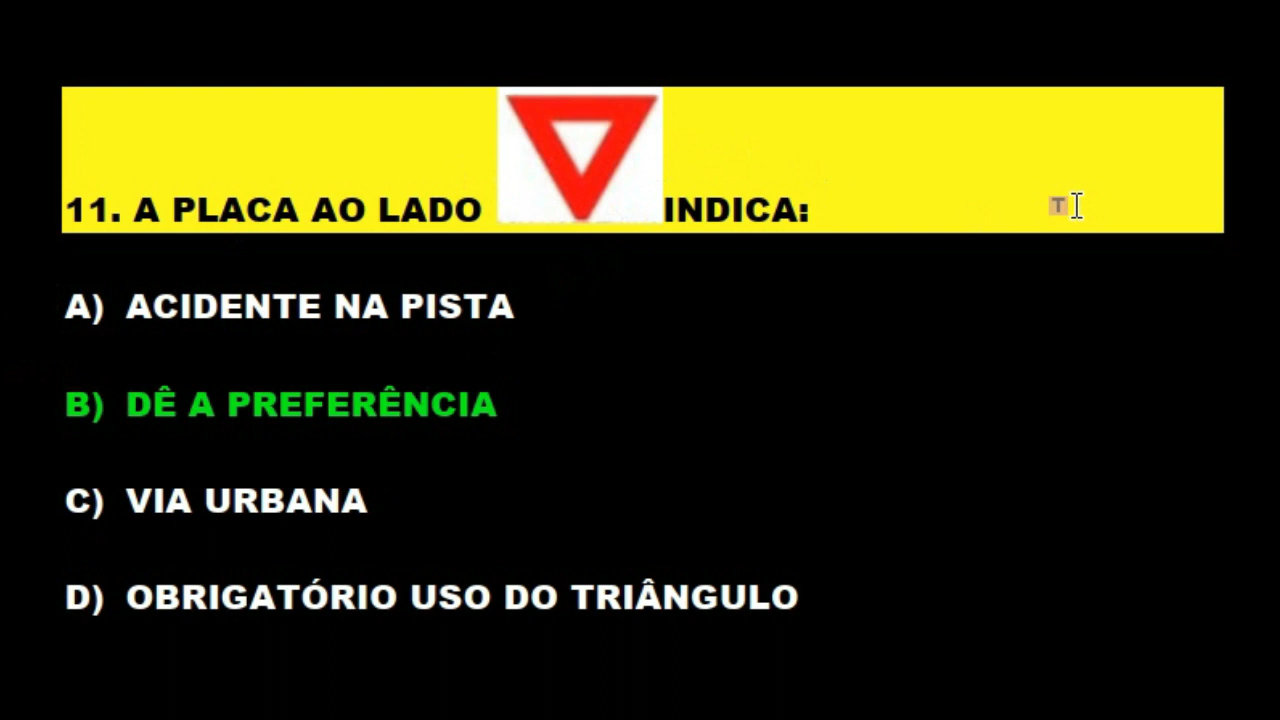 11. A PLACA AO LADO INDICA:
T
A) ACIDENTE NA PISTA
B) DÊ A PREFERÊNCIA
C) VIA URBANA
D) OBRIGATÓRIO USO DO TRIÂNGULO